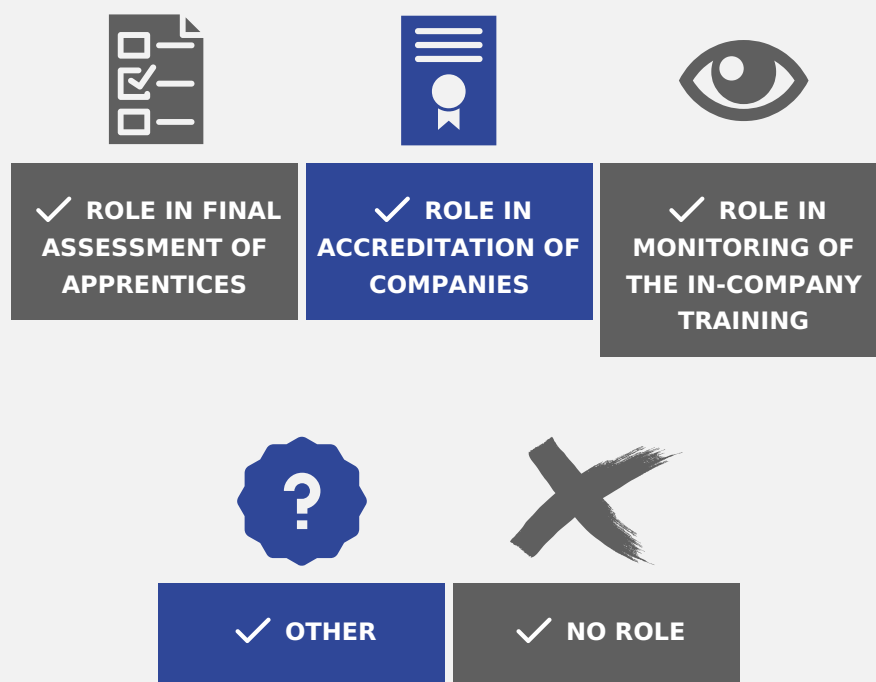 ✓ ROLE IN FINAL
ASSESSMENT OF
APPRENTICES
✓ ROLE IN
ACCREDITATION OF
COMPANIES
✓ ROLE IN
MONITORING OF
THE IN-COMPANY
TRAINING
?
✓ OTHER
✓ NO ROLE